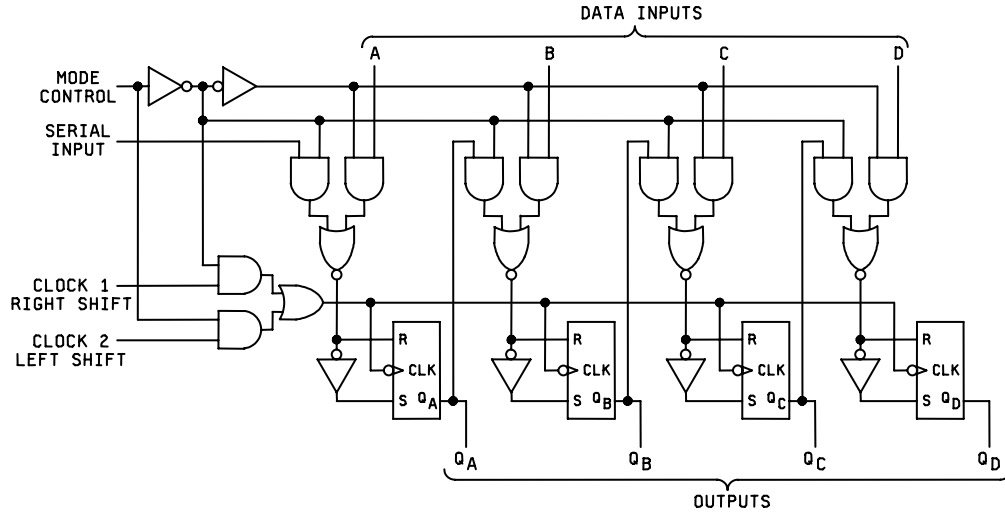 DATA INPUTS
A B C D
MODE
CONTROL
SERIAL
INPUT
CLOCK 1
RIGHT SHIFT
CLOCK 2
LEFT SHIFT
R R R R
CLK CLK CLK CLK
S QA S QB S QC S QD
QA QB QC QD
OUTPUTS